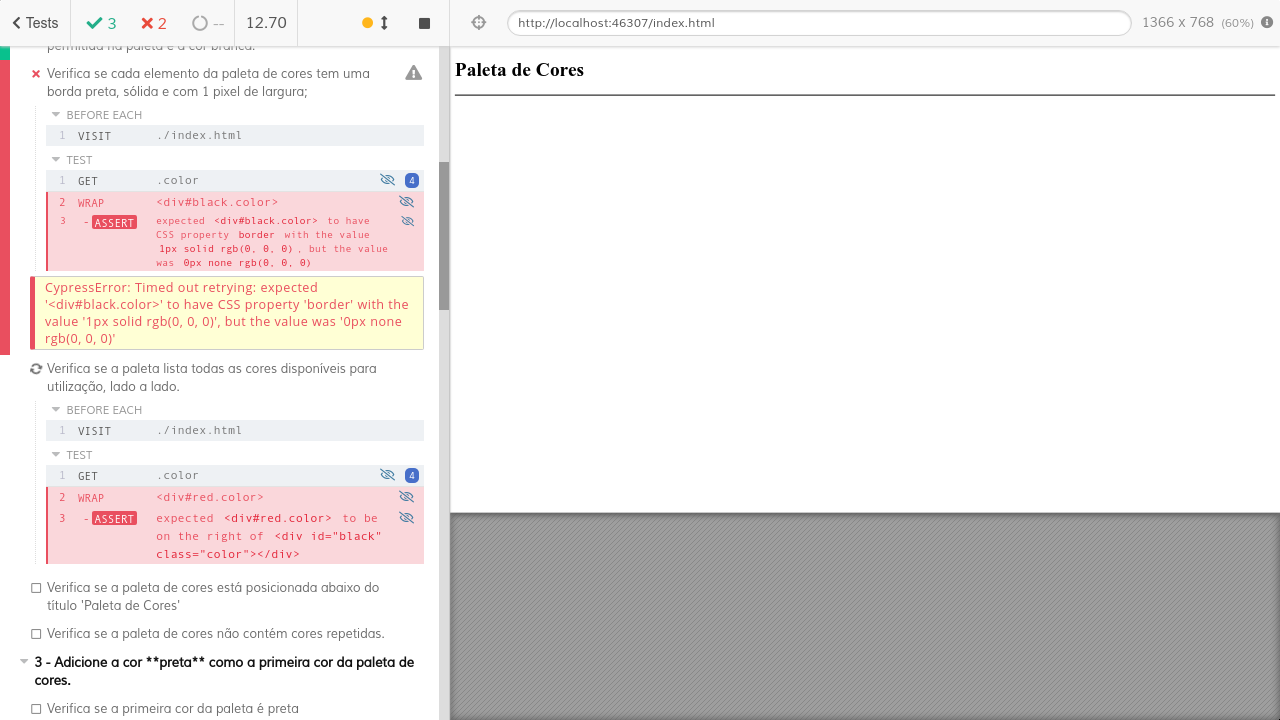 Tests
3
2
--
12.70
http://localhost:46307/index.html
1366 x 768 (60%)
permitida na paleta é a cor branca.
Verifica se cada elemento da paleta de cores tem uma
borda preta, sólida e com 1 pixel de largura;
BEFORE EACH
1 VISIT ./index.html
TEST
1 GET .color 4
2 WRAP <div#black.color>
3 -ASSERT expected <div#black.color> to have
CSS property border with the value
1px solid rgb(0, 0, 0) , but the value
was 0px none rgb(0, 0, 0)
CypressError: Timed out retrying: expected
'<div#black.color>' to have CSS property 'border' with the
value '1px solid rgb(0, 0, 0)', but the value was '0px none
rgb(0, 0, 0)'
Verifica se a paleta lista todas as cores disponíveis para
utilização, lado a lado.
BEFORE EACH
1 VISIT ./index.html
TEST
1 GET .color 4
2 WRAP <div#red.color>
3 -ASSERT expected <div#red.color> to be
on the right of <div id="black"
class="color"></div>
Verifica se a paleta de cores está posicionada abaixo do
título 'Paleta de Cores'
Verifica se a paleta de cores não contém cores repetidas.
3 - Adicione a cor **preta** como a primeira cor da paleta de
cores.
Verifica se a primeira cor da paleta é preta
Paleta de Cores